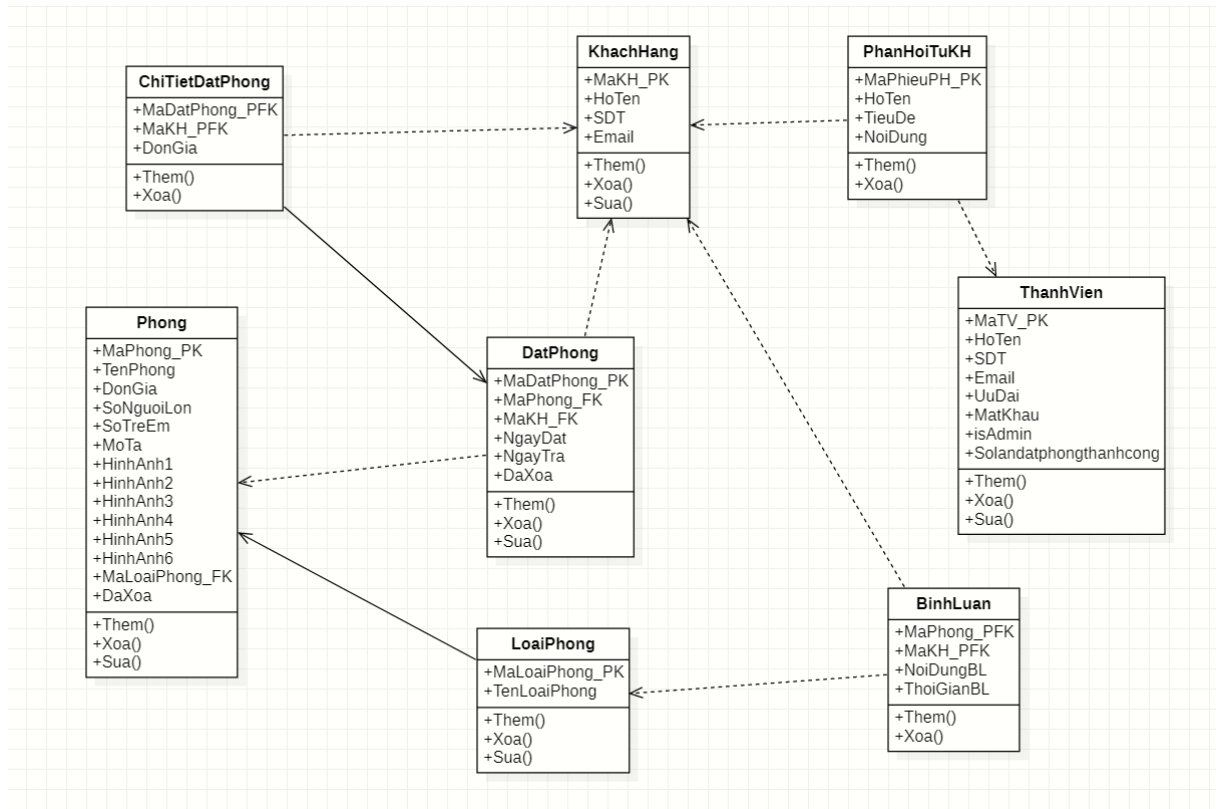 ChiTietDatPhong
+MaDatPhong_PFK
+MaKH_PFK
+DonGia
+Them()
+Xoa()
KhachHang
+MaKH_PK
+HoTen
+SDT
+Email
+Them()
+Xoa()
+Sua()
PhanHoiTuKH
+MaPhieuPH_PK
+HoTen
+TieuDe
+NoiDung
+Them()
+Xoa()
ThanhVien
+MaTV_PK
+HoTen
+SDT
+Email
+UuDai
+MatKhau
+isAdmin
+Solandatphongthanhcong
+Them()
+Xoa()
+Sua()
Phong
+MaPhong_PK
+TenPhong
+DonGia
+SoNguoiLon
+SoTreEm
+MoTa
+HinhAnh1
+HinhAnh2
+HinhAnh3
+HinhAnh4
+HinhAnh5
+HinhAnh6
+MaLoaiPhong_FK
+DaXoa
+Them()
+Xoa()
+Sua()
DatPhong
+MaDatPhong_PK
+MaPhong_FK
+MaKH_FK
+NgayDat
+NgayTra
+DaXoa
+Them()
+Xoa()
+Sua()
LoaiPhong
+MaLoaiPhong_PK
+TenLoaiPhong
+Them()
+Xoa()
+Sua()
BinhLuan
+MaPhong_PFK
+MaKH_PFK
+NoiDungBL
+ThoiGianBL
+Them()
+Xoa()